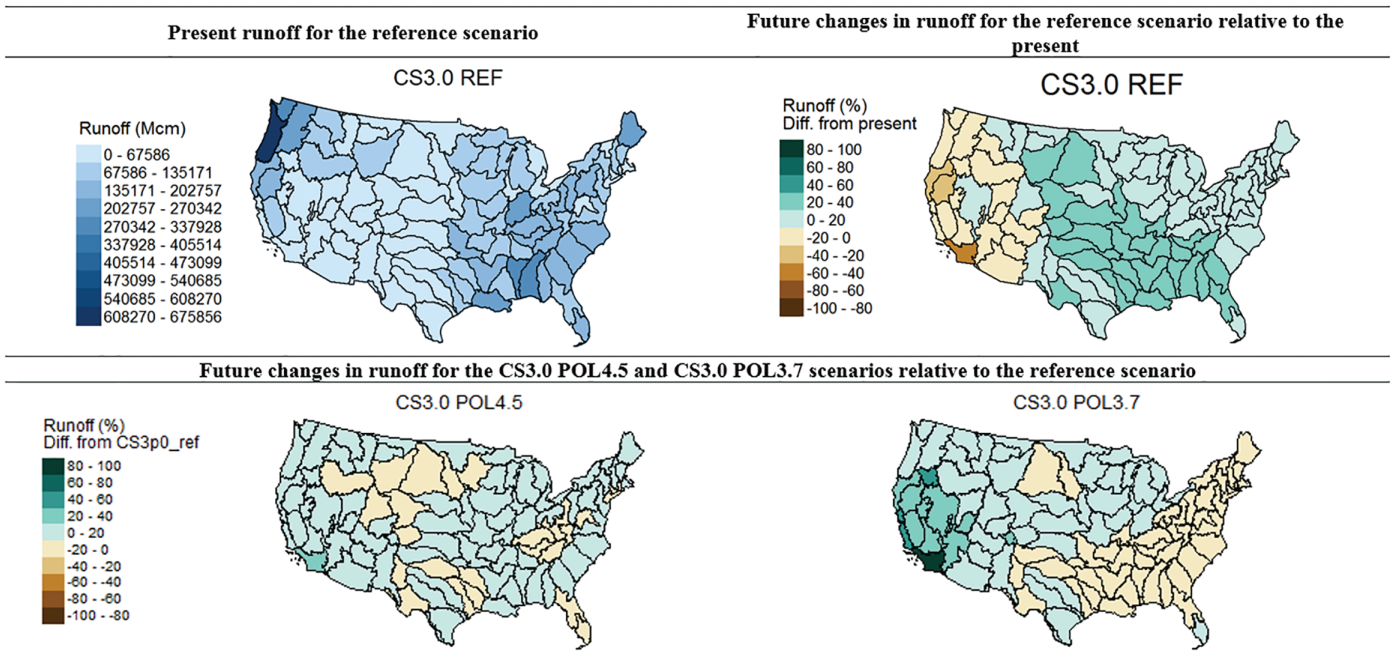 Present runoff for the reference scenario
Future changes in runoff for the reference scenario relative to the
present
CS3.0 REF
Runoff (Mcm)
0 - 67586
67586 - 135171
135171 - 202757
202757 - 270342
270342 - 337928
337928 - 405514
405514 - 473099
473099 - 540685
540685 - 608270
608270 - 675856
CS3.0 REF
Runoff (%)
Diff. from present
80 - 100
60 - 80
40 - 60
20 - 40
0 - 20
-20 - 0
-40 - -20
-60 - -40
-80 - -60
-100 - -80
Future changes in runoff for the CS3.0 POL4.5 and CS3.0 POL3.7 scenarios relative to the reference scenario
CS3.0 POL4.5
Runoff (%)
Diff. from CS3p0_ref
80 - 100
60 - 80
40 - 60
20 - 40
0 - 20
-20 - 0
-40 - -20
-60 - -40
-80 - -60
-100 - -80
CS3.0 POL3.7